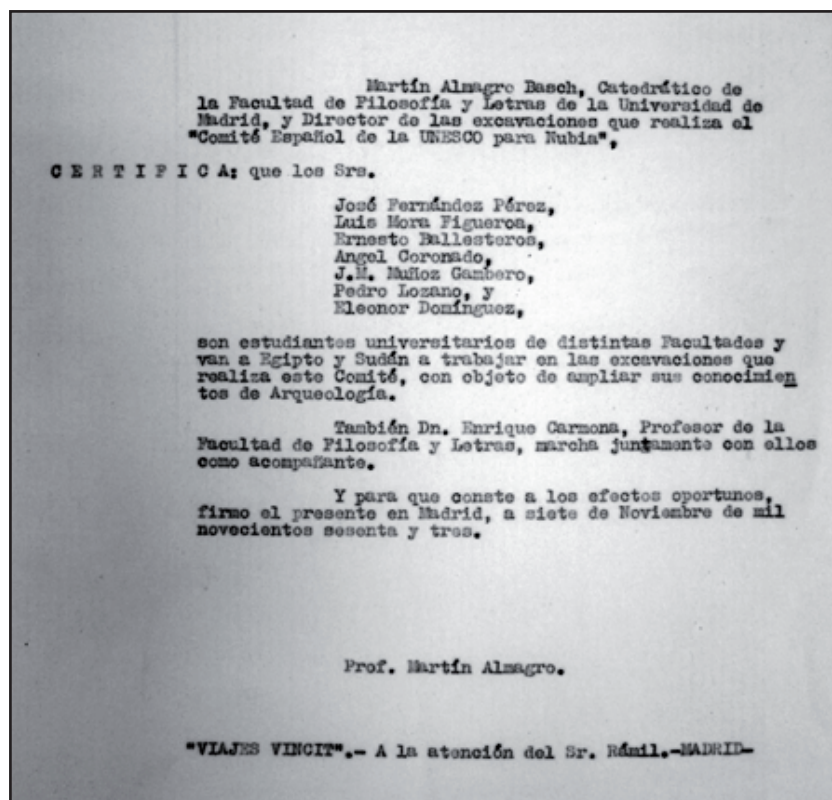 Martín Almagro Basch, Catedrático de
la Facultad de Filosofía y Letras de la Universidad de
Madrid, y Director de las excavaciones que realiza el
"Comité Español de la UNESCO para Nubia",
C E R T I F I C A: que los Srs.
José Fernández Pérez,
Luis Mora Figueroa,
Ernesto Ballesteros,
Angel Coronado,
J.M. Muñoz Gambero,
Pedro Lozano, y
Eleonor Domínguez,
son estudiantes universitarios de distintas Facultades y
van a Egipto y Sudán a trabajar en las excavaciones que
realiza este Comité, con objeto de ampliar sus conocimien
tos de Arqueología.
También Dn. Enrique Carmona, Profesor de la
Facultad de Filosofía y Letras, marcha juntamente con ellos
como acompañante.
Y para que conste a los efectos oportunos,
firmo el presente en Madrid, a siete de Noviembre de mil
novecientos sesenta y tres.
Prof. Martín Almagro.
"VIAJES VINCIT".- A la atención del Sr. Rámil.-MADRID-